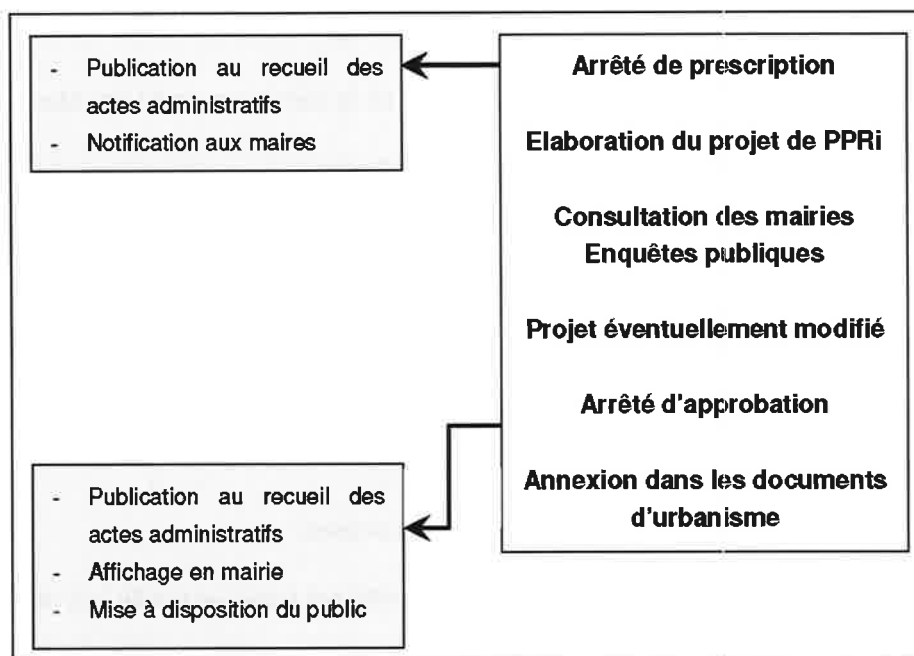 - Publication au recueil des
actes administratifs
- Notification aux maires
Arrêté de prescription
Elaboration du projet de PPRi
Consultation des mairies
Enquêtes publiques
Projet éventuellement modifié
Arrêté d'approbation
Annexion dans les documents
d'urbanisme
- Publication au recueil des
actes administratifs
- Affichage en mairie
- Mise à disposition du public